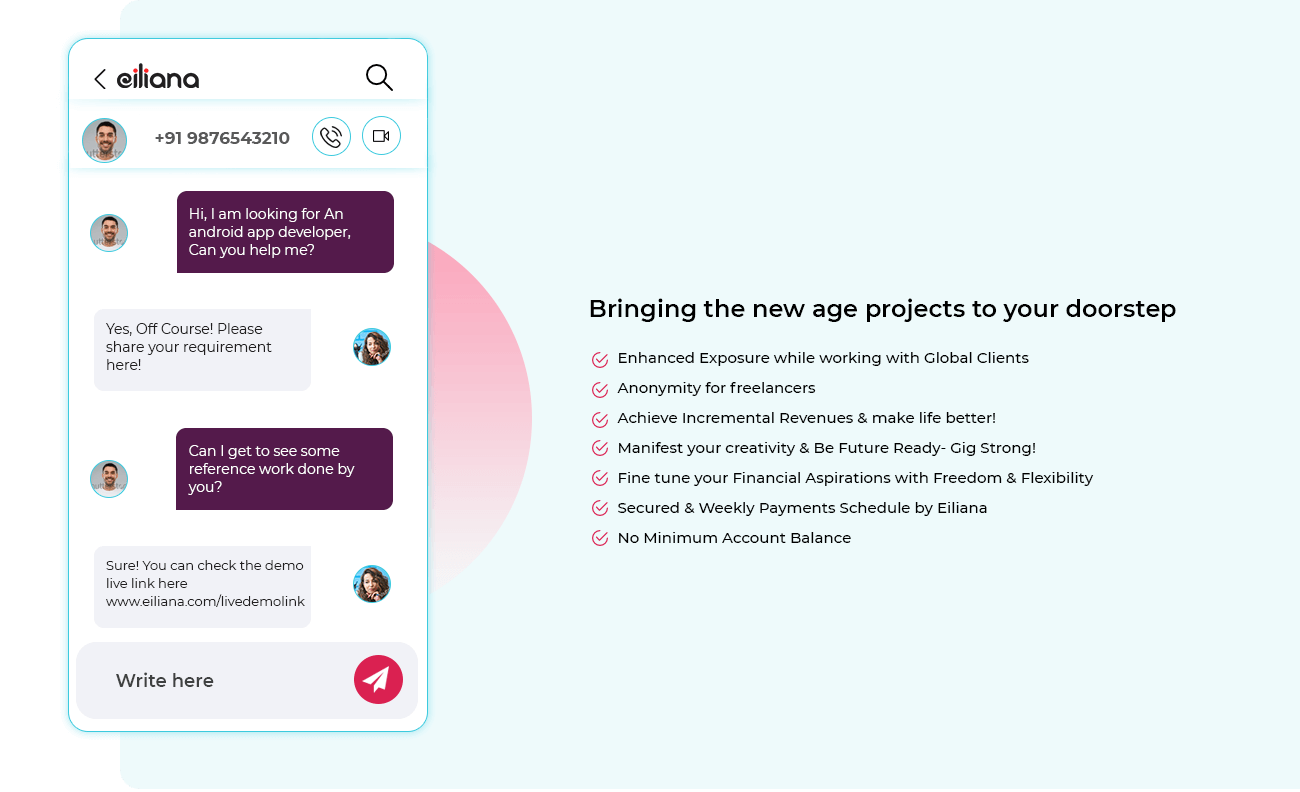 eiliana
+91 9876543210
Hi, I am looking for An
android app developer,
Can you help me?
Yes, Off Course! Please
share your requirement
here!
Can I get to see some
reference work done by
you?
Sure! You can check the demo
live link here
www.eiliana.com/livedemolink
Write here
Bringing the new age projects to your doorstep
Enhanced Exposure while working with Global Clients
Anonymity for freelancers
Achieve Incremental Revenues & make life better!
Manifest your creativity & Be Future Ready- Gig Strong!
Fine tune your Financial Aspirations with Freedom & Flexibility
Secured & Weekly Payments Schedule by Eiliana
No Minimum Account Balance